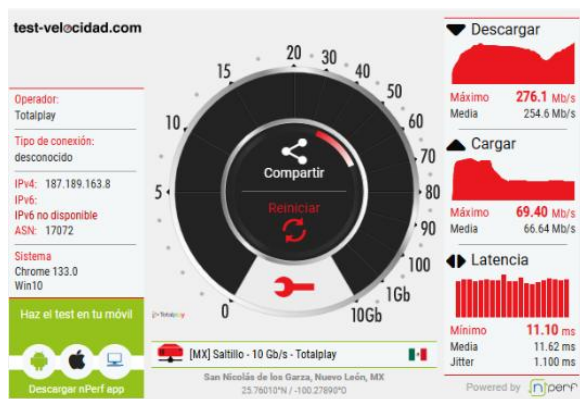 test-velocidad.com
Operador:
Totalplay
Tipo de conexión:
desconocido
IPv4: 187.189.163.8
IPv6:
IPv6 no disponible
ASN: 17072
Sistema
Chrome 133.0
Win10
Haz el test en tu móvil
Descargar nPerf app
0
5
10
15
20
30
40
50
60
70
80
90
100
1Gb
10Gb
Compartir
Reiniciar
Totalplay
[MX] Saltillo - 10 Gb/s - Totalplay
San Nicolás de los Garza, Nuevo León, MX
25.76010°N / -100.27890°O
Descargar
Máximo 276.1 Mb/s
Media 254.6 Mb/s
Cargar
Máximo 69.40 Mb/s
Media 66.64 Mb/s
Latencia
Mínimo 11.10 ms
Media 11.62 ms
Jitter 1.100 ms
Powered by nperf